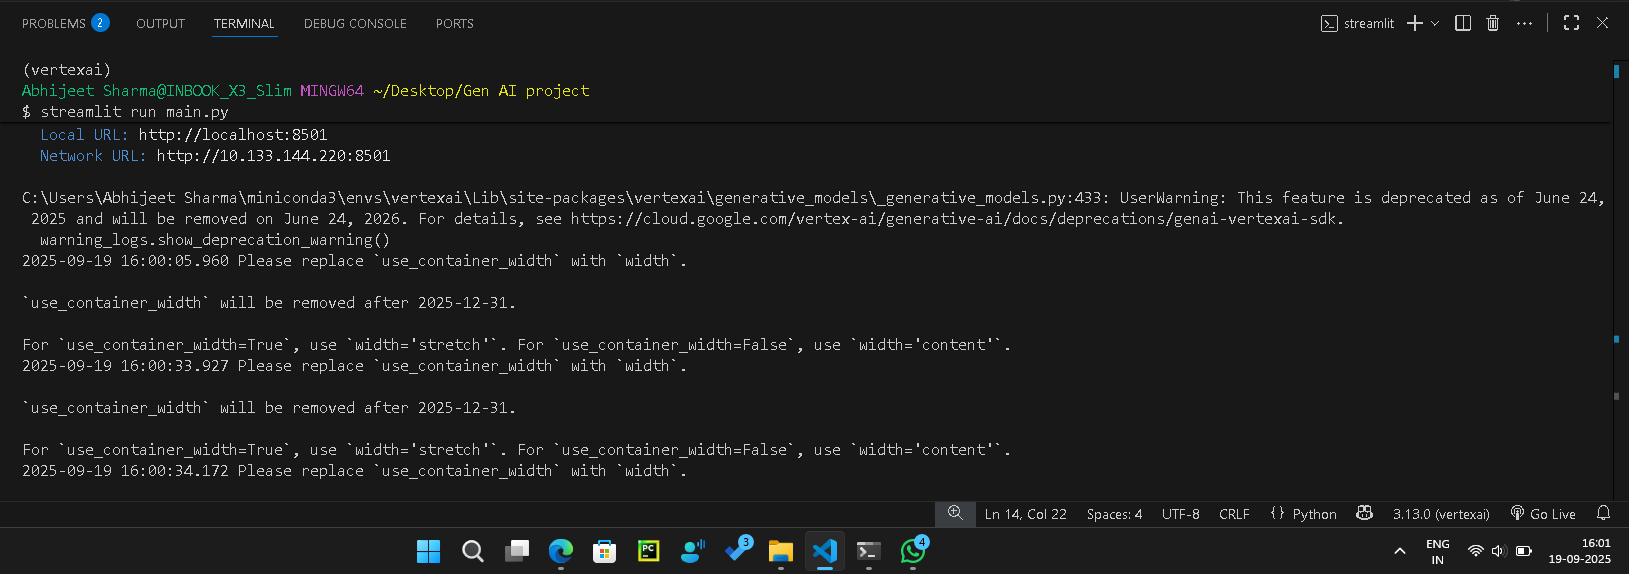 PROBLEMS 2 OUTPUT TERMINAL DEBUG CONSOLE PORTS streamlit
(vertexai)
Abhijeet Sharma@INBOOK_X3_Slim MINGW64 ~/Desktop/Gen AI project
$ streamlit run main.py
Local URL: http://localhost:8501
Network URL: http://10.133.144.220:8501
C:\Users\Abhijeet Sharma\miniconda3\envs\vertexai\Lib\site-packages\vertexai\generative_models\_generative_models.py:433: UserWarning: This feature is deprecated as of June 24,
2025 and will be removed on June 24, 2026. For details, see https://cloud.google.com/vertex-ai/generative-ai/docs/deprecations/genai-vertexai-sdk.
warning_logs.show_deprecation_warning()
2025-09-19 16:00:05.960 Please replace `use_container_width` with `width`.
`use_container_width` will be removed after 2025-12-31.
For `use_container_width=True`, use `width='stretch'`. For `use_container_width=False`, use `width='content'`.
2025-09-19 16:00:33.927 Please replace `use_container_width` with `width`.
`use_container_width` will be removed after 2025-12-31.
For `use_container_width=True`, use `width='stretch'`. For `use_container_width=False`, use `width='content'`.
2025-09-19 16:00:34.172 Please replace `use_container_width` with `width`.
Ln 14, Col 22 Spaces: 4 UTF-8 CRLF {} Python 3.13.0 (vertexai) Go Live
PC 3 4 ENG 16:01
IN 19-09-2025